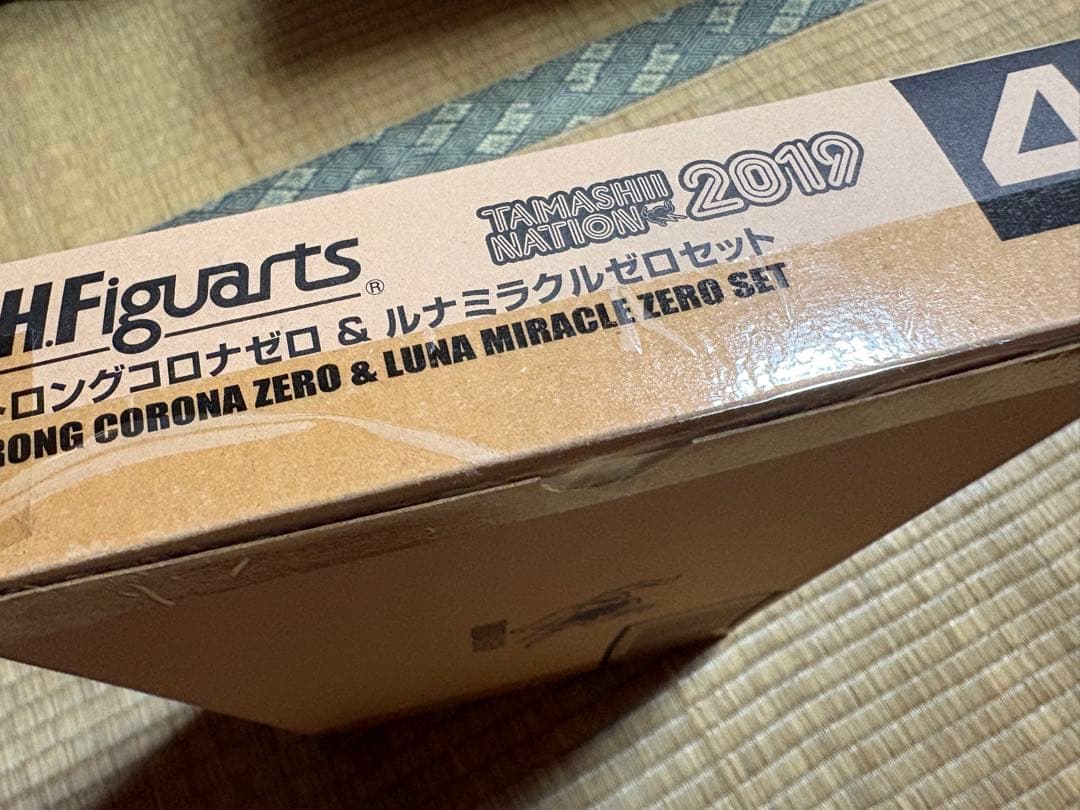 TAMASHII
NATION 2019
H.Figuarts®
トロングコロナゼロ & ルナミラクルゼロセット
RONG CORONA ZERO & LUNA MIRACLE ZERO SET